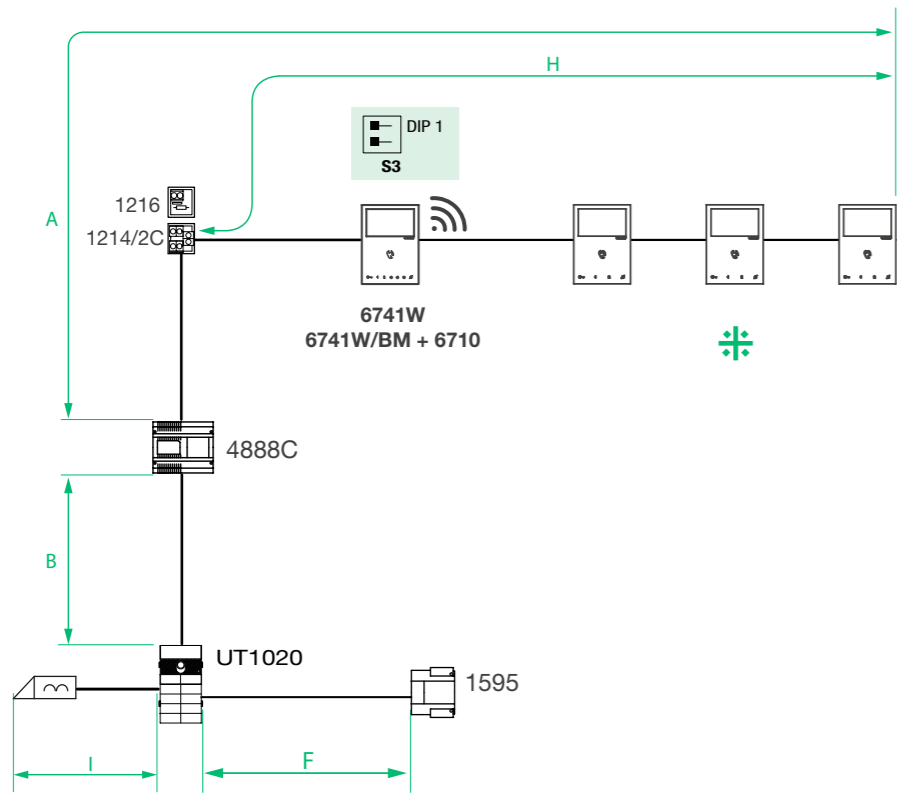 H
DIP 1
S3
A
1216
1214/2C
6741W
6741W/BM + 6710
4888C
B
UT1020
1595
I
F